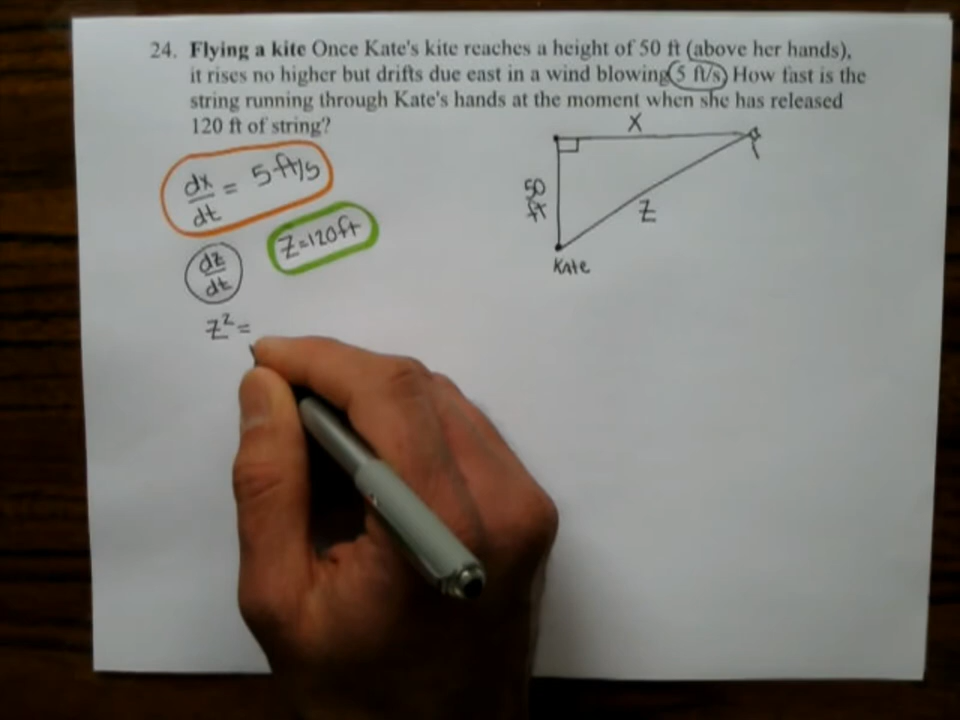 24. Flying a kite Once Kate's kite reaches a height of 50 ft (above her hands),
it rises no higher but drifts due east in a wind blowing 5 ft/s. How fast is the
string running through Kate's hands at the moment when she has released
120 ft of string?
X
dx/dt = 5 ft/s
50 ft
Z
Z = 120 ft
dz/dt
Kate
Z² =